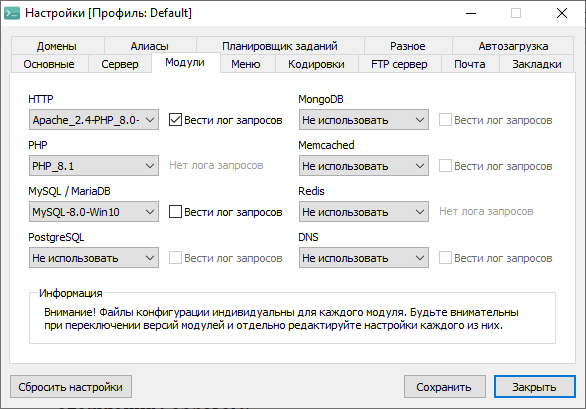 Настройки [Профиль: Default]
Домены Алиасы Планировщик заданий Разное Автозагрузка
Основные Сервер Модули Меню Кодировки FTP сервер Почта Закладки
HTTP MongoDB
Apache_2.4-PHP_8.0- Вести лог запросов Не использовать Вести лог запросов
PHP Memcached
PHP_8.1 Нет лога запросов Не использовать Вести лог запросов
MySQL / MariaDB Redis
MySQL-8.0-Win10 Вести лог запросов Не использовать Нет лога запросов
PostgreSQL DNS
Не использовать Вести лог запросов Не использовать Вести лог запросов
Информация
Внимание! Файлы конфигурации индивидуальны для каждого модуля. Будьте внимательны
при переключении версий модулей и отдельно редактируйте настройки каждого из них.
Сбросить настройки Сохранить Закрыть